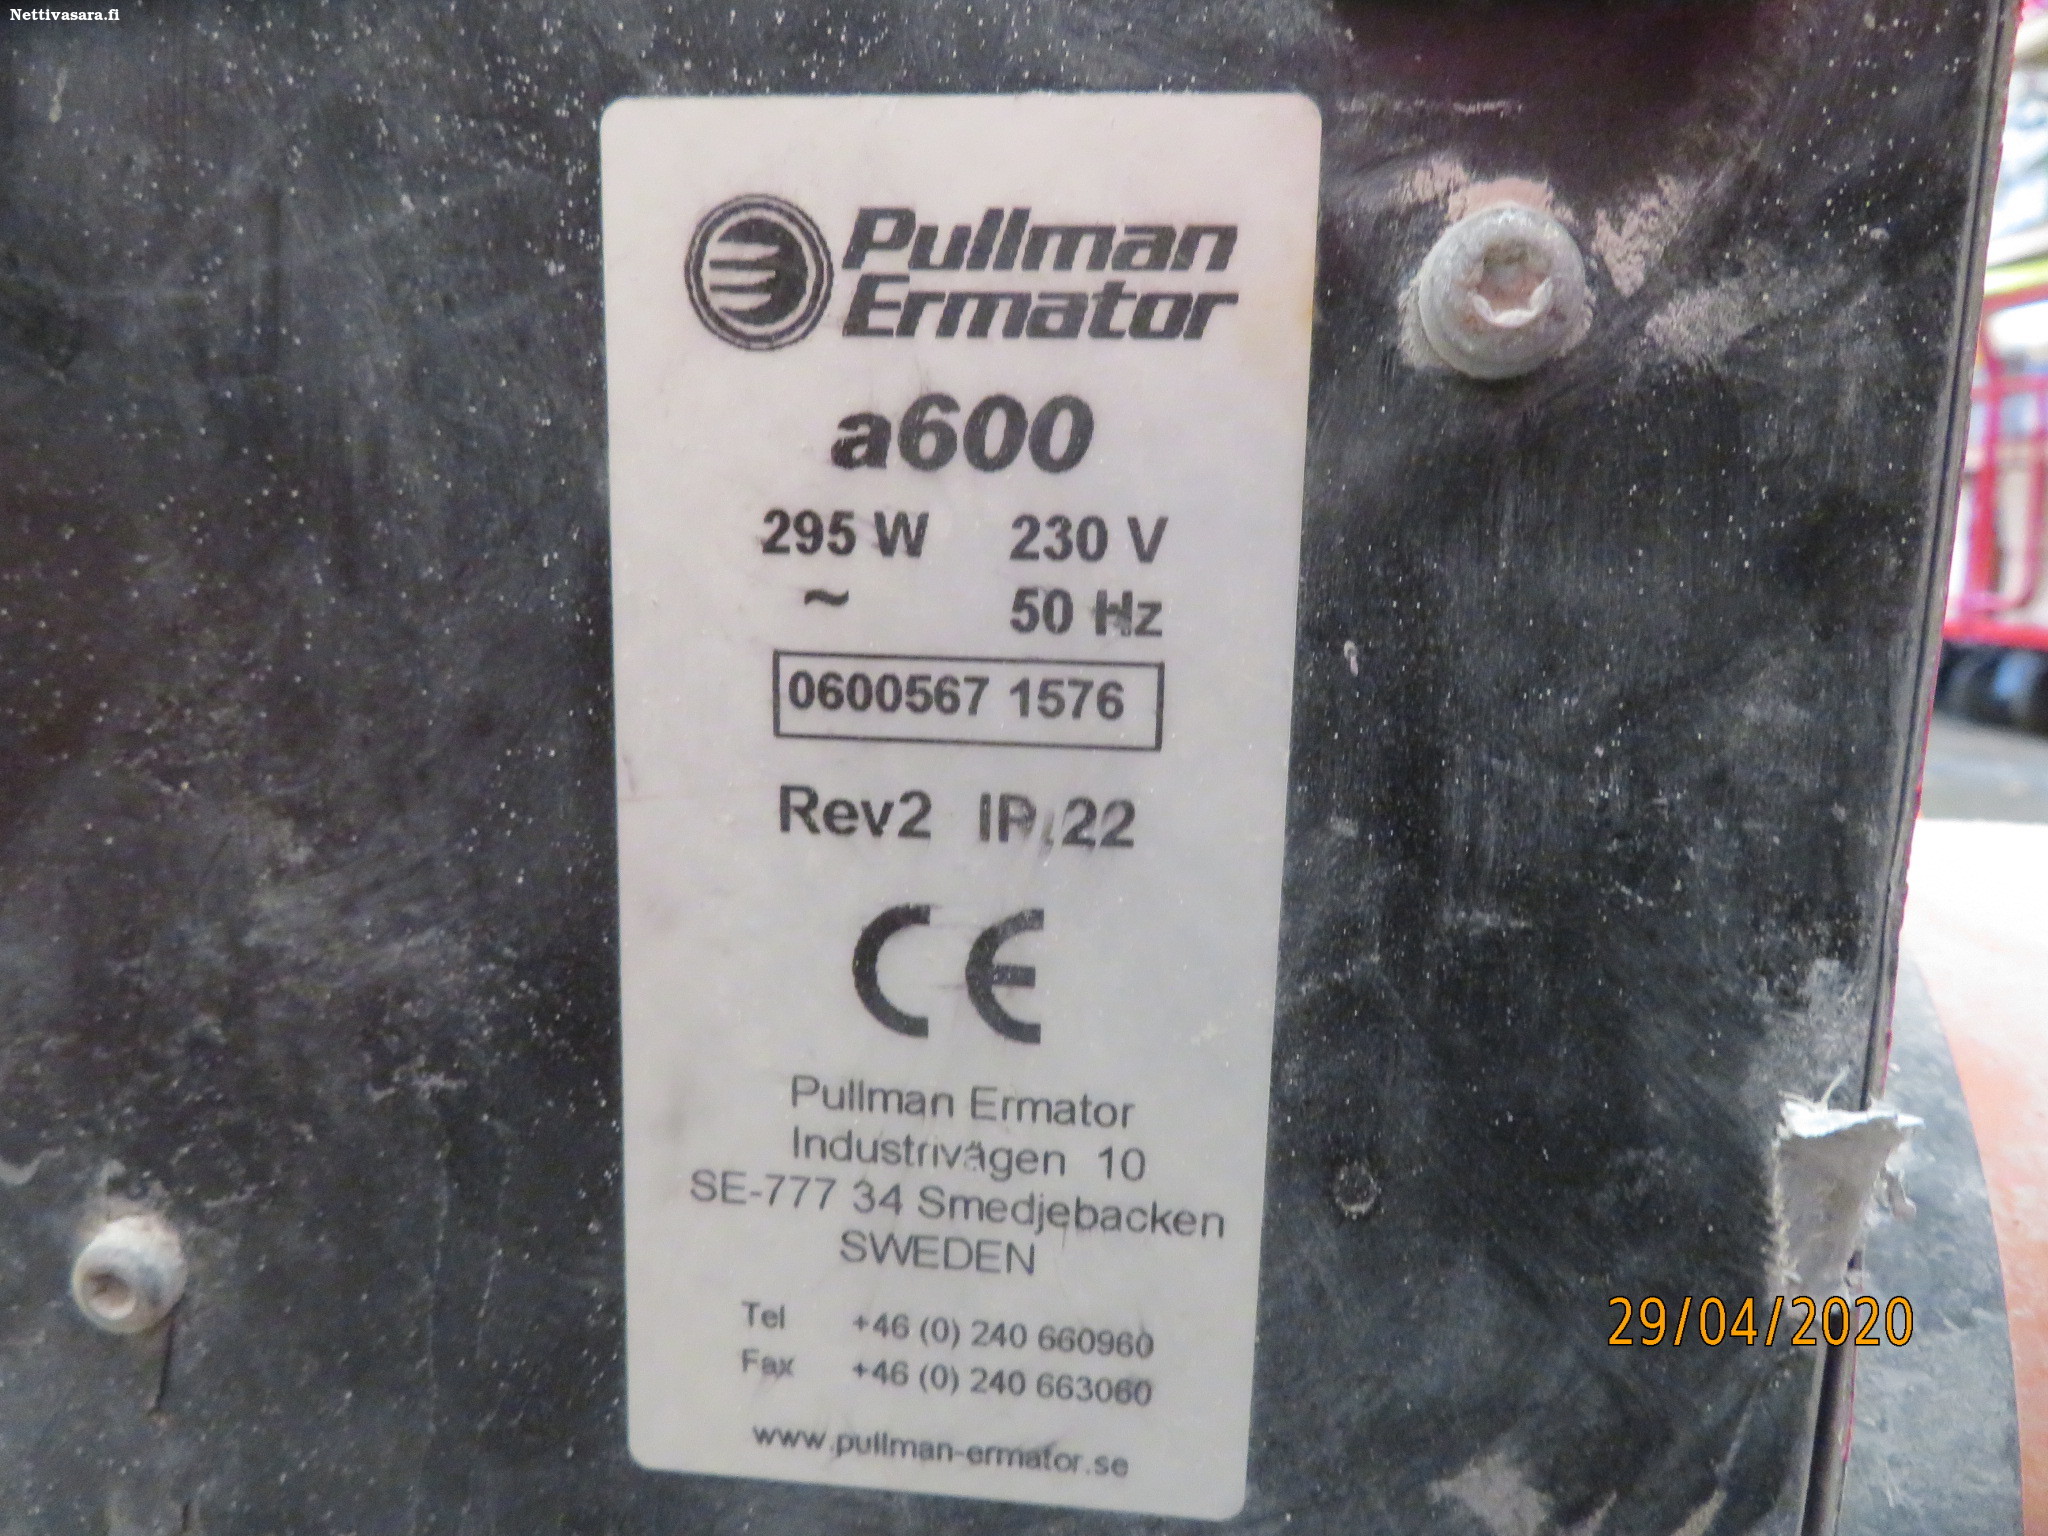 Nettivasara.fi
Pullman
Ermator
a600
295 W 230 V
~ 50 Hz
0600567 1576
Rev2 IP 22
CE
Pullman Ermator
Industrivägen 10
SE-777 34 Smedjebacken
SWEDEN
Tel +46 (0) 240 660960
Fax +46 (0) 240 663060
www.pullman-ermator.se
29/04/2020